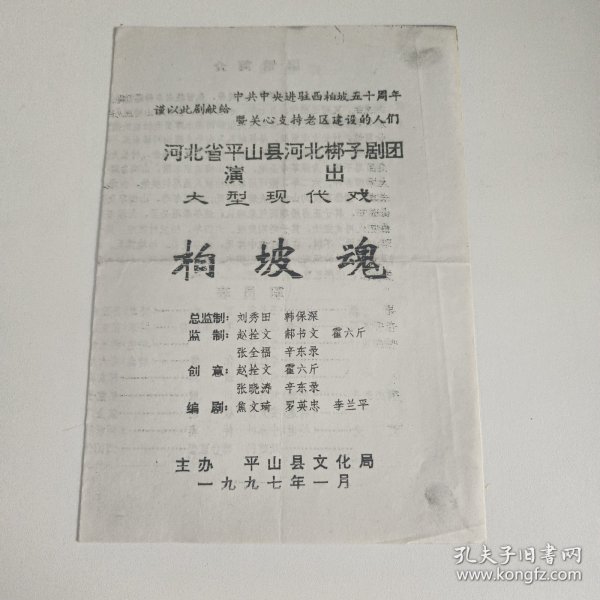 中共中央进驻西柏坡五十周年
谨以此剧献给
暨关心支持老区建设的人们
河北省平山县河北梆子剧团
演 出
大型现代戏
柏坡魂
总监制：刘秀田 韩保深
监 制：赵拴文 郝书文 霍六斤
张全福 辛东录
创 意：赵拴文 霍六斤
张晓涛 辛东录
编 剧：焦文琦 罗英忠 李兰平
主办 平山县文化局
一九九七年一月
孔夫子旧书网
www.kongfz.com